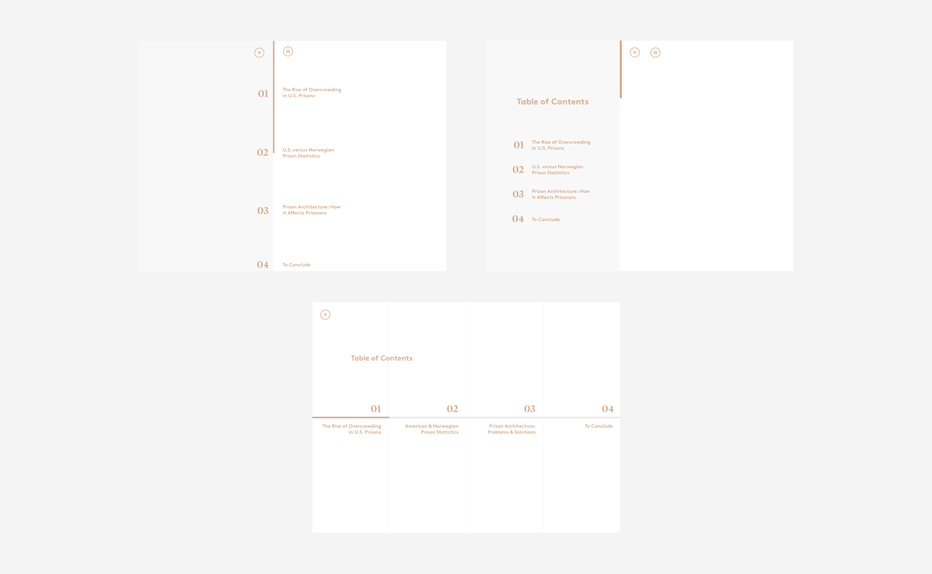 01
The Rise of Overcrowding
in U.S. Prisons
02
U.S. versus Norwegian
Prison Statistics
03
Prison Architecture: How
It Affects Prisoners
04
To Conclude
Table of Contents
01
The Rise of Overcrowding
in U.S. Prisons
02
U.S. versus Norwegian
Prison Statistics
03
Prison Architecture: How
It Affects Prisoners
04
To Conclude
Table of Contents
01
The Rise of Overcrowding
in U.S. Prisons
02
American & Norwegian
Prison Statistics
03
Prison Architecture:
Problems & Solutions
04
To Conclude